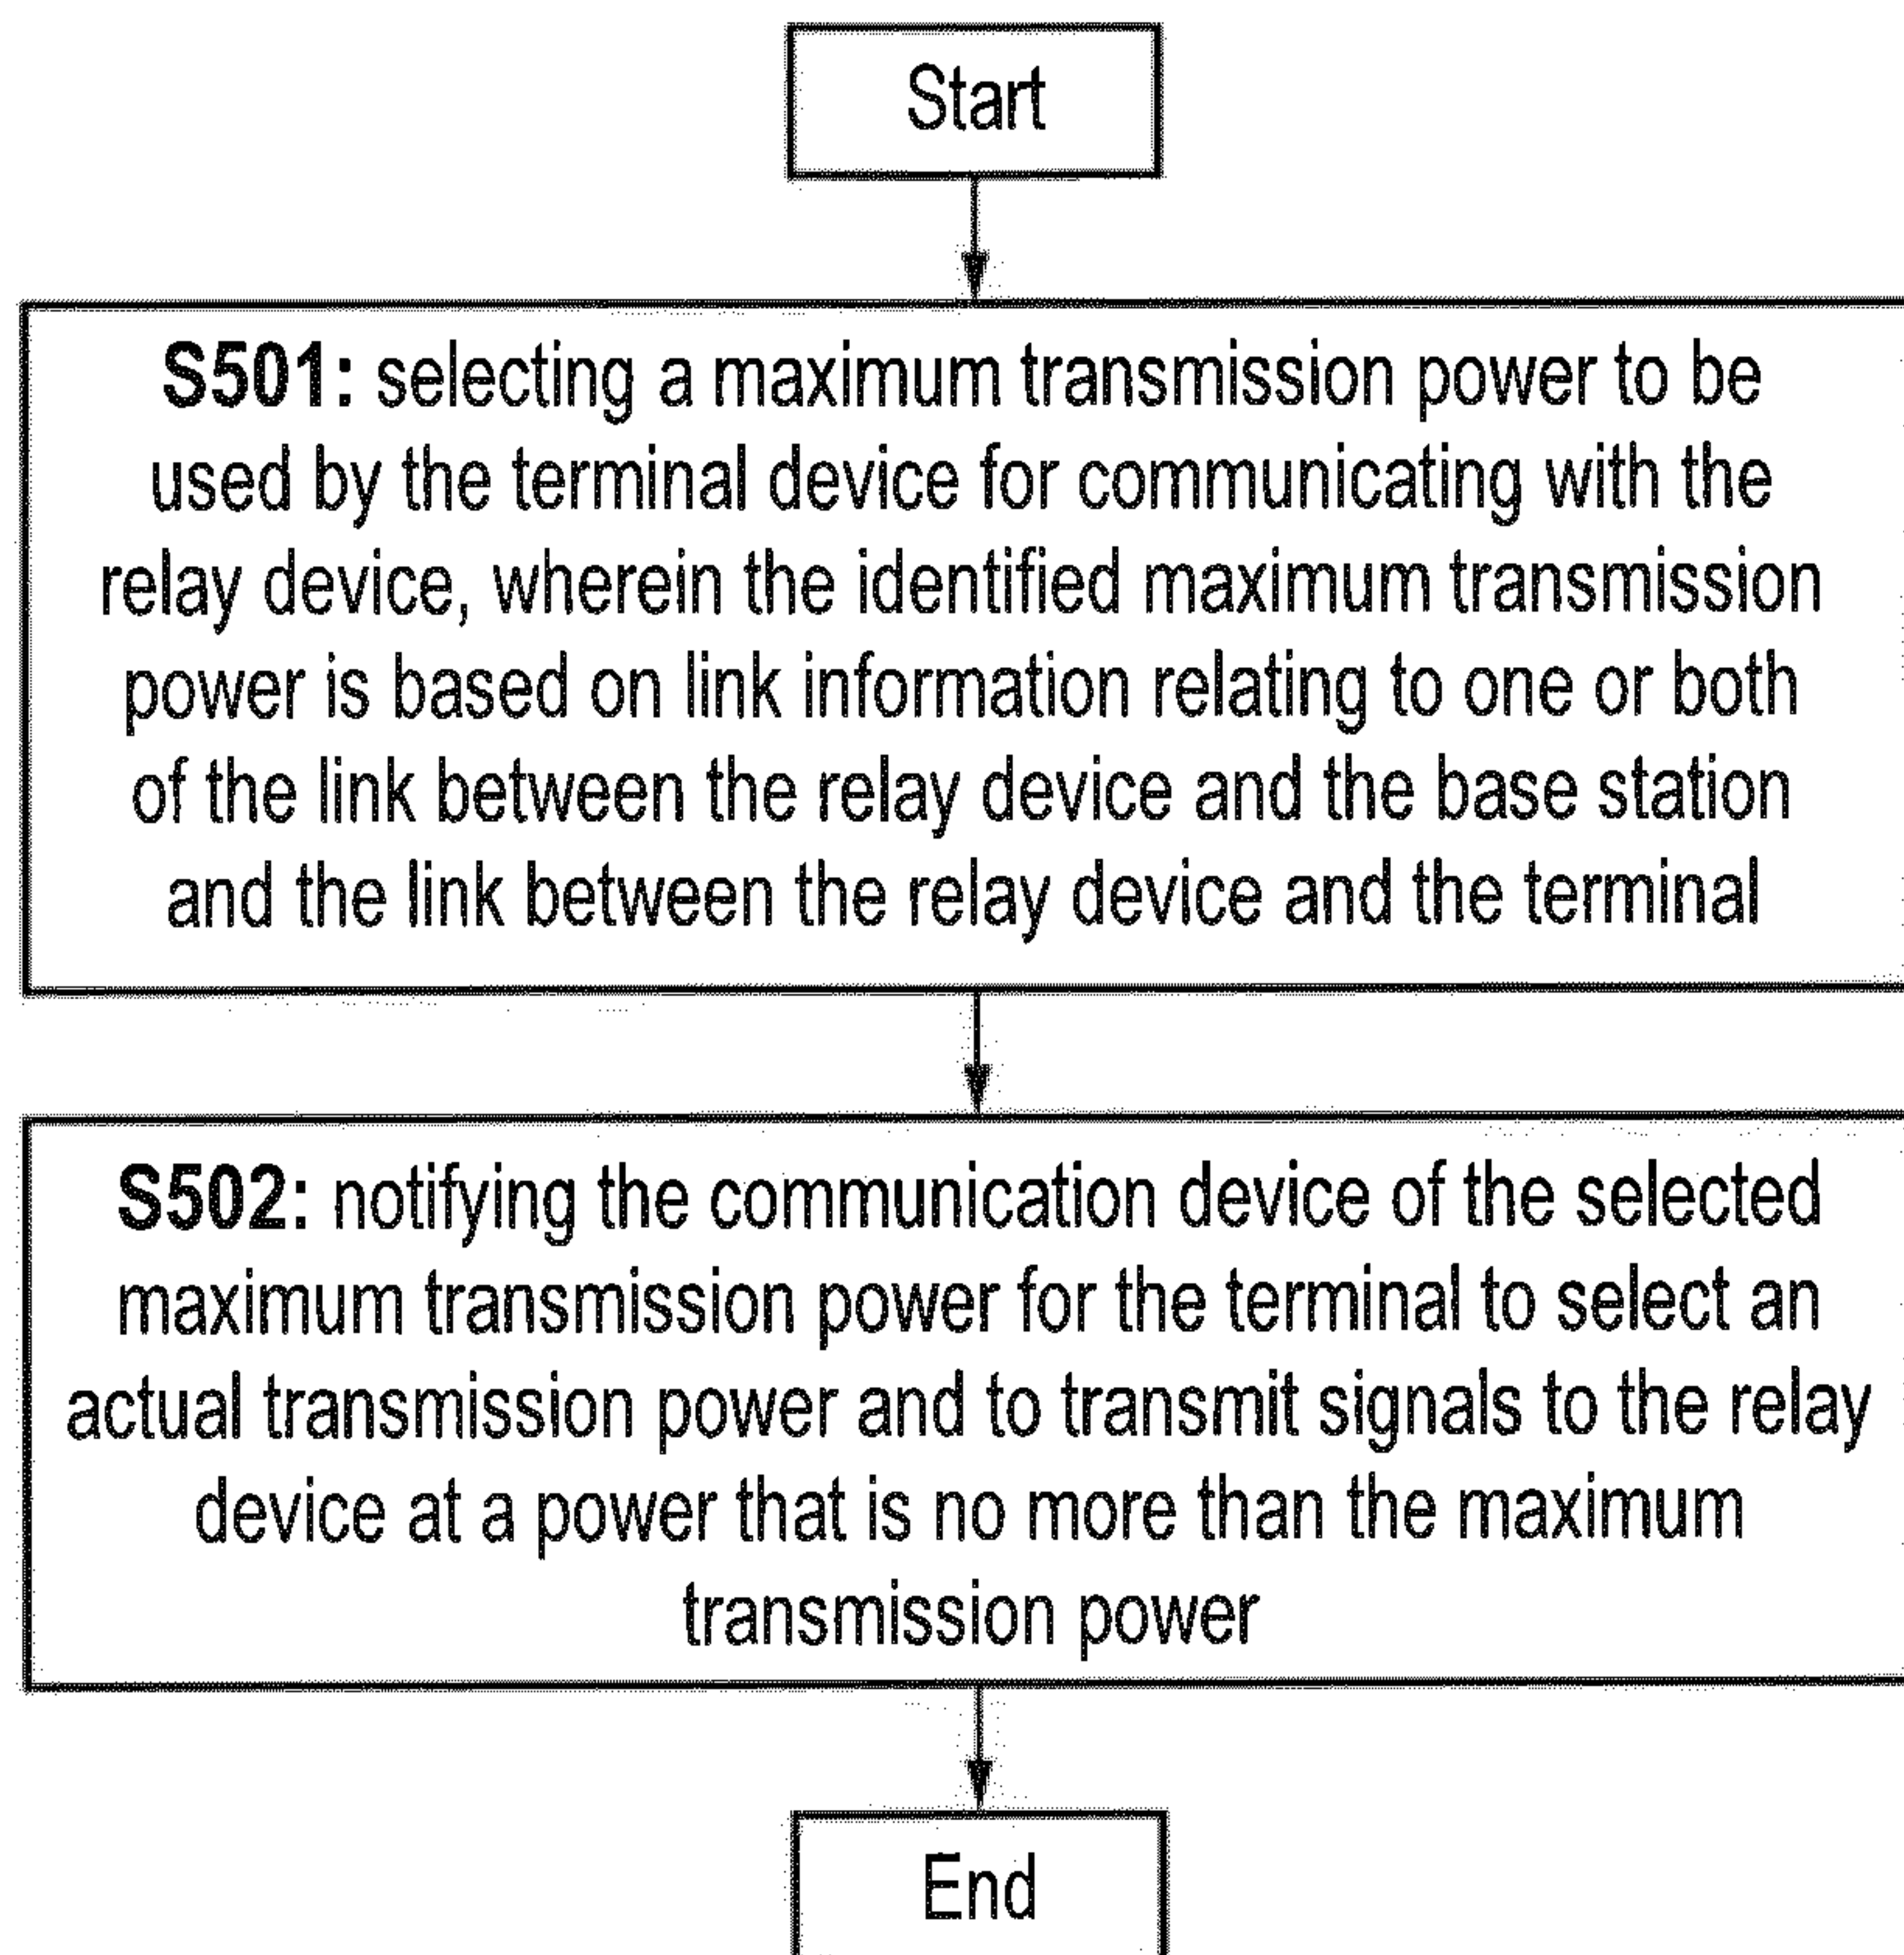 Start
S501: selecting a maximum transmission power to be
used by the terminal device for communicating with the
relay device, wherein the identified maximum transmission
power is based on link information relating to one or both
of the link between the relay device and the base station
and the link between the relay device and the terminal
S502: notifying the communication device of the selected
maximum transmission power for the terminal to select an
actual transmission power and to transmit signals to the relay
device at a power that is no more than the maximum
transmission power
End